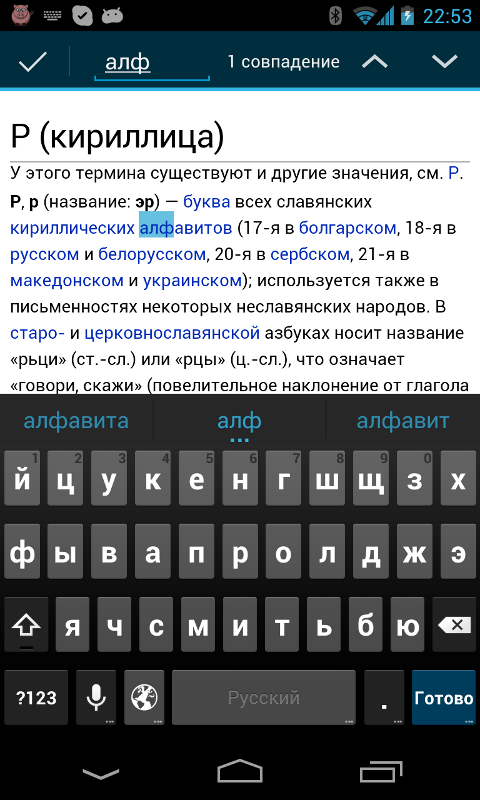 22:53
алф 1 совпадение
Р (кириллица)
У этого термина существуют и другие значения, см. Р.
Р, р (название: эр) — буква всех славянских
кириллических алфавитов (17-я в болгарском, 18-я в
русском и белорусском, 20-я в сербском, 21-я в
македонском и украинском); используется также в
письменностях некоторых неславянских народов. В
старо- и церковнославянской азбуках носит название
«рьци» (ст.-сл.) или «рцы» (ц.-сл.), что означает
«говори, скажи» (повелительное наклонение от глагола
алфавита алф алфавит
1 2 3 4 5 6 7 8 9 0
й ц у к е н г ш щ з х
ф ы в а п р о л д ж э
я ч с м и т ь б ю
?123 Русский . Готово